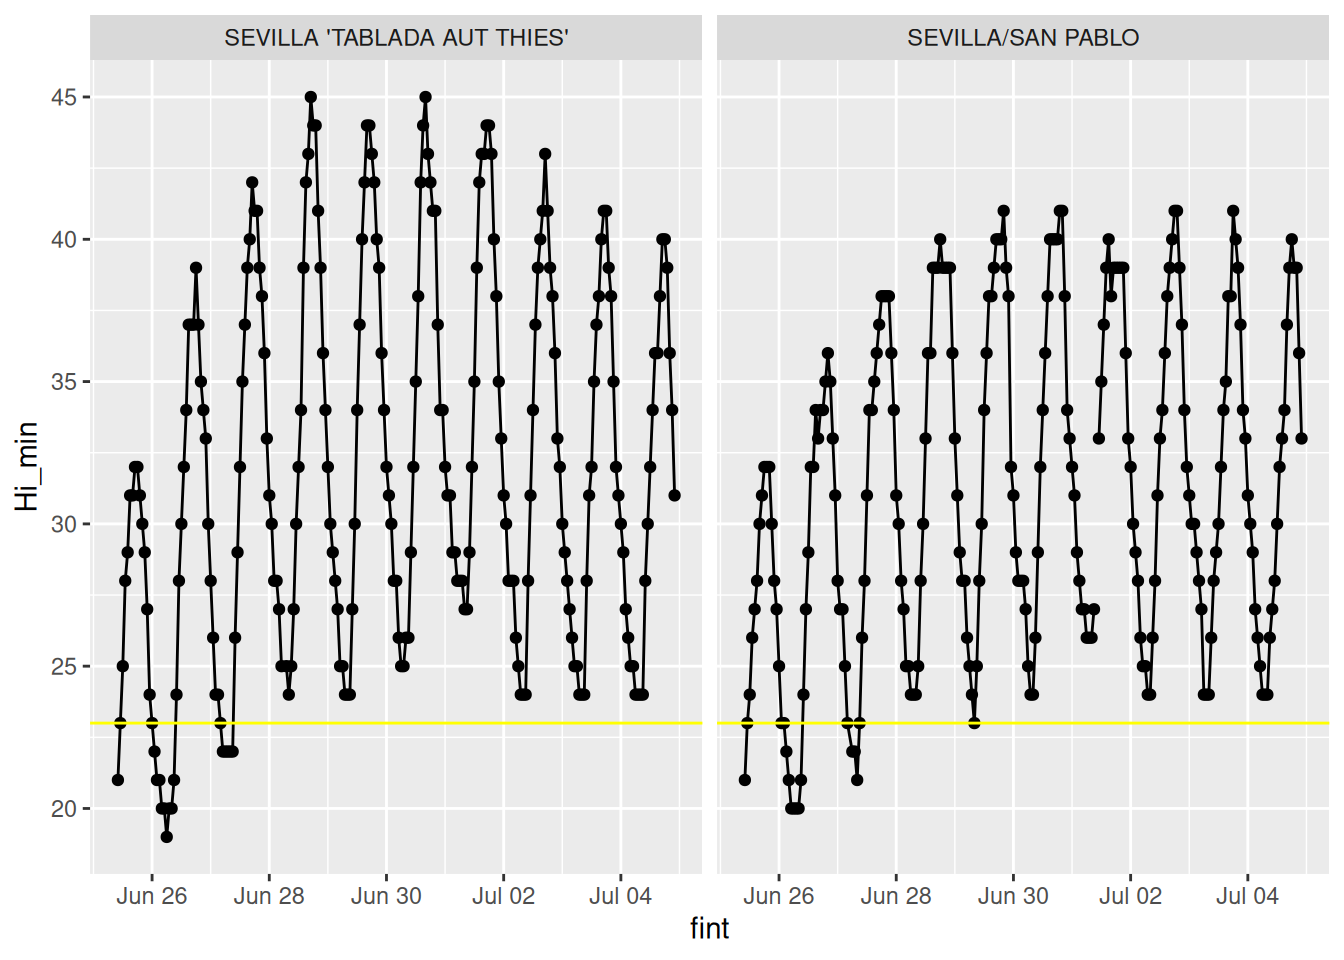 SEVILLA 'TABLADA AUT THIES'
SEVILLA/SAN PABLO
Hi_min
45
40
35
30
25
20
Jun 26 Jun 28 Jun 30 Jul 02 Jul 04
Jun 26 Jun 28 Jun 30 Jul 02 Jul 04
fint